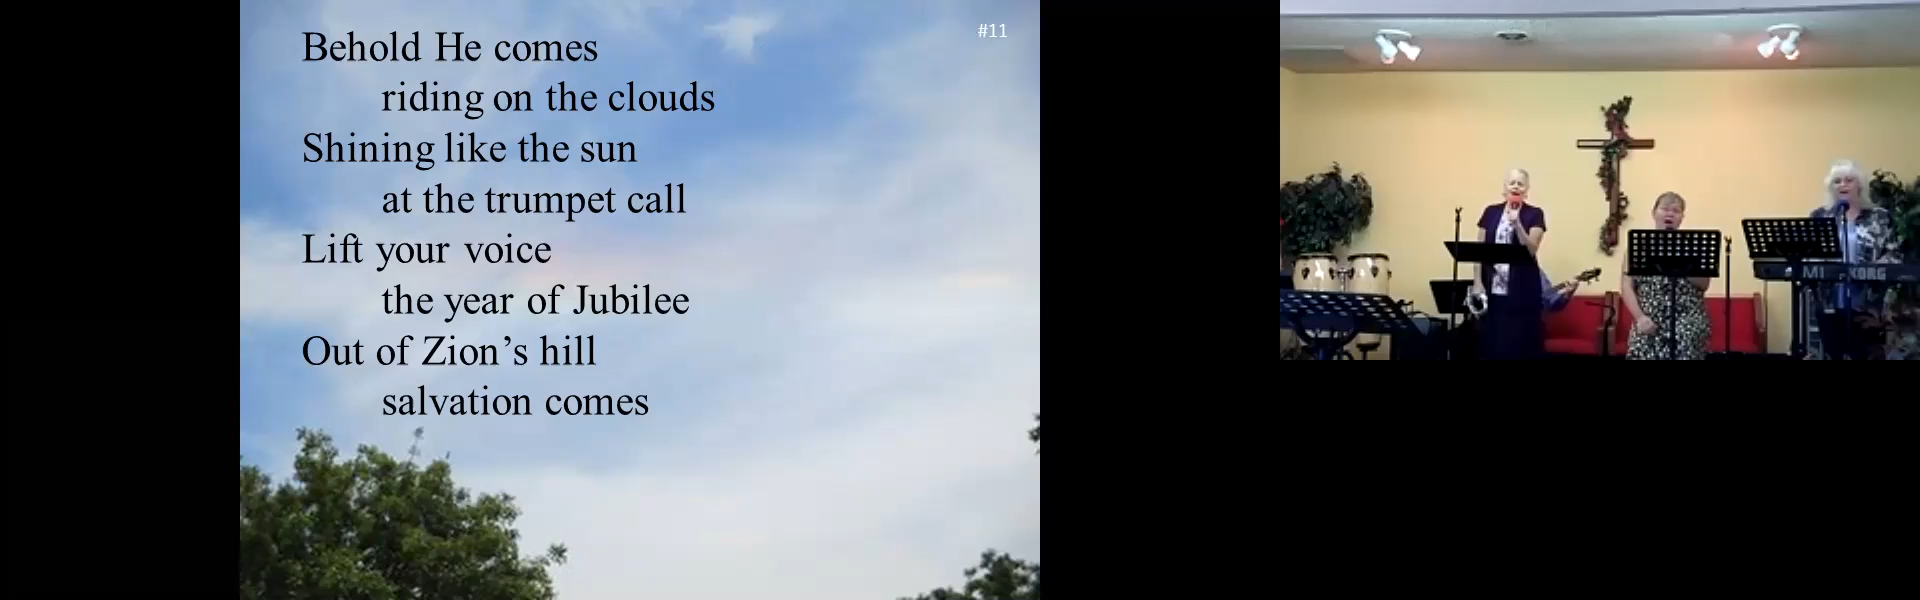 #11
Behold He comes
riding on the clouds
Shining like the sun
at the trumpet call
Lift your voice
the year of Jubilee
Out of Zion’s hill
salvation comes
KORG